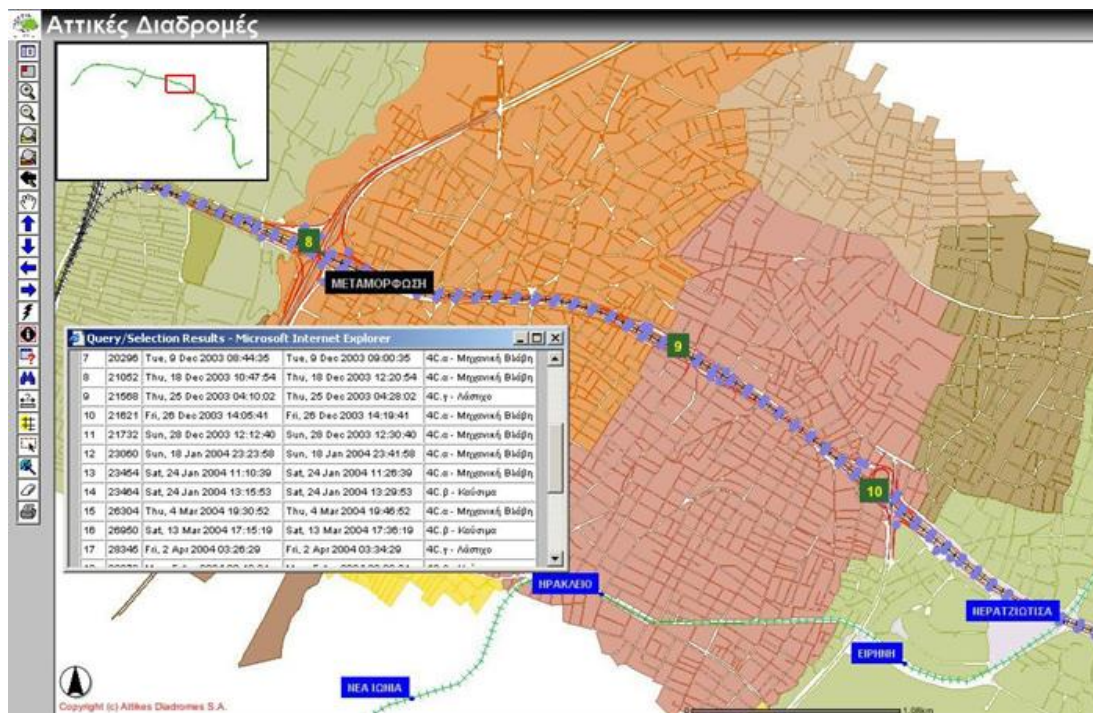 Αττικές Διαδρομές
8
ΜΕΤΑΜΟΡΦΩΣΗ
9
Query/Selection Results - Microsoft Internet Explorer
7 20296 Tue, 9 Dec 2003 08:44:35 Tue, 9 Dec 2003 09:00:35 4C.α - Μηχανική Βλάβη
8 21052 Thu, 18 Dec 2003 10:47:54 Thu, 18 Dec 2003 12:20:54 4C.α - Μηχανική Βλάβη
9 21568 Thu, 25 Dec 2003 04:10:02 Thu, 25 Dec 2003 04:28:02 4C.γ - Λάστιχο
10 21621 Fri, 26 Dec 2003 14:05:41 Fri, 26 Dec 2003 14:19:41 4C.α - Μηχανική Βλάβη
11 21732 Sun, 28 Dec 2003 12:12:40 Sun, 28 Dec 2003 12:30:40 4C.α - Μηχανική Βλάβη
12 23060 Sun, 18 Jan 2004 23:23:58 Sun, 18 Jan 2004 23:41:58 4C.α - Μηχανική Βλάβη
13 23454 Sat, 24 Jan 2004 11:10:39 Sat, 24 Jan 2004 11:26:39 4C.α - Μηχανική Βλάβη
14 23464 Sat, 24 Jan 2004 13:15:53 Sat, 24 Jan 2004 13:29:53 4C.β - Καύσιμα
15 26304 Thu, 4 Mar 2004 19:30:52 Thu, 4 Mar 2004 19:46:52 4C.α - Μηχανική Βλάβη
16 26950 Sat, 13 Mar 2004 17:15:19 Sat, 13 Mar 2004 17:36:19 4C.β - Καύσιμα
17 28346 Fri, 2 Apr 2004 03:26:29 Fri, 2 Apr 2004 03:34:29 4C.γ - Λάστιχο
10
ΗΡΑΚΛΕΙΟ
ΝΕΡΑΤΖΙΩΤΙΣΑ
ΕΙΡΗΝΗ
ΝΕΑ ΙΩΝΙΑ
Copyright (c) Attikes Diadromes S.A.
0 1.08km